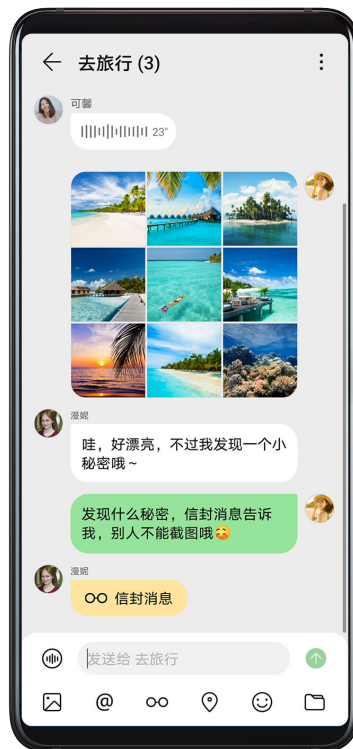 去旅行 (3)
可馨
23"
漫妮
哇，好漂亮，不过我发现一个小
秘密哦～
发现什么秘密，信封消息告诉
我，别人不能截图哦
漫妮
信封消息
发送给 去旅行
@